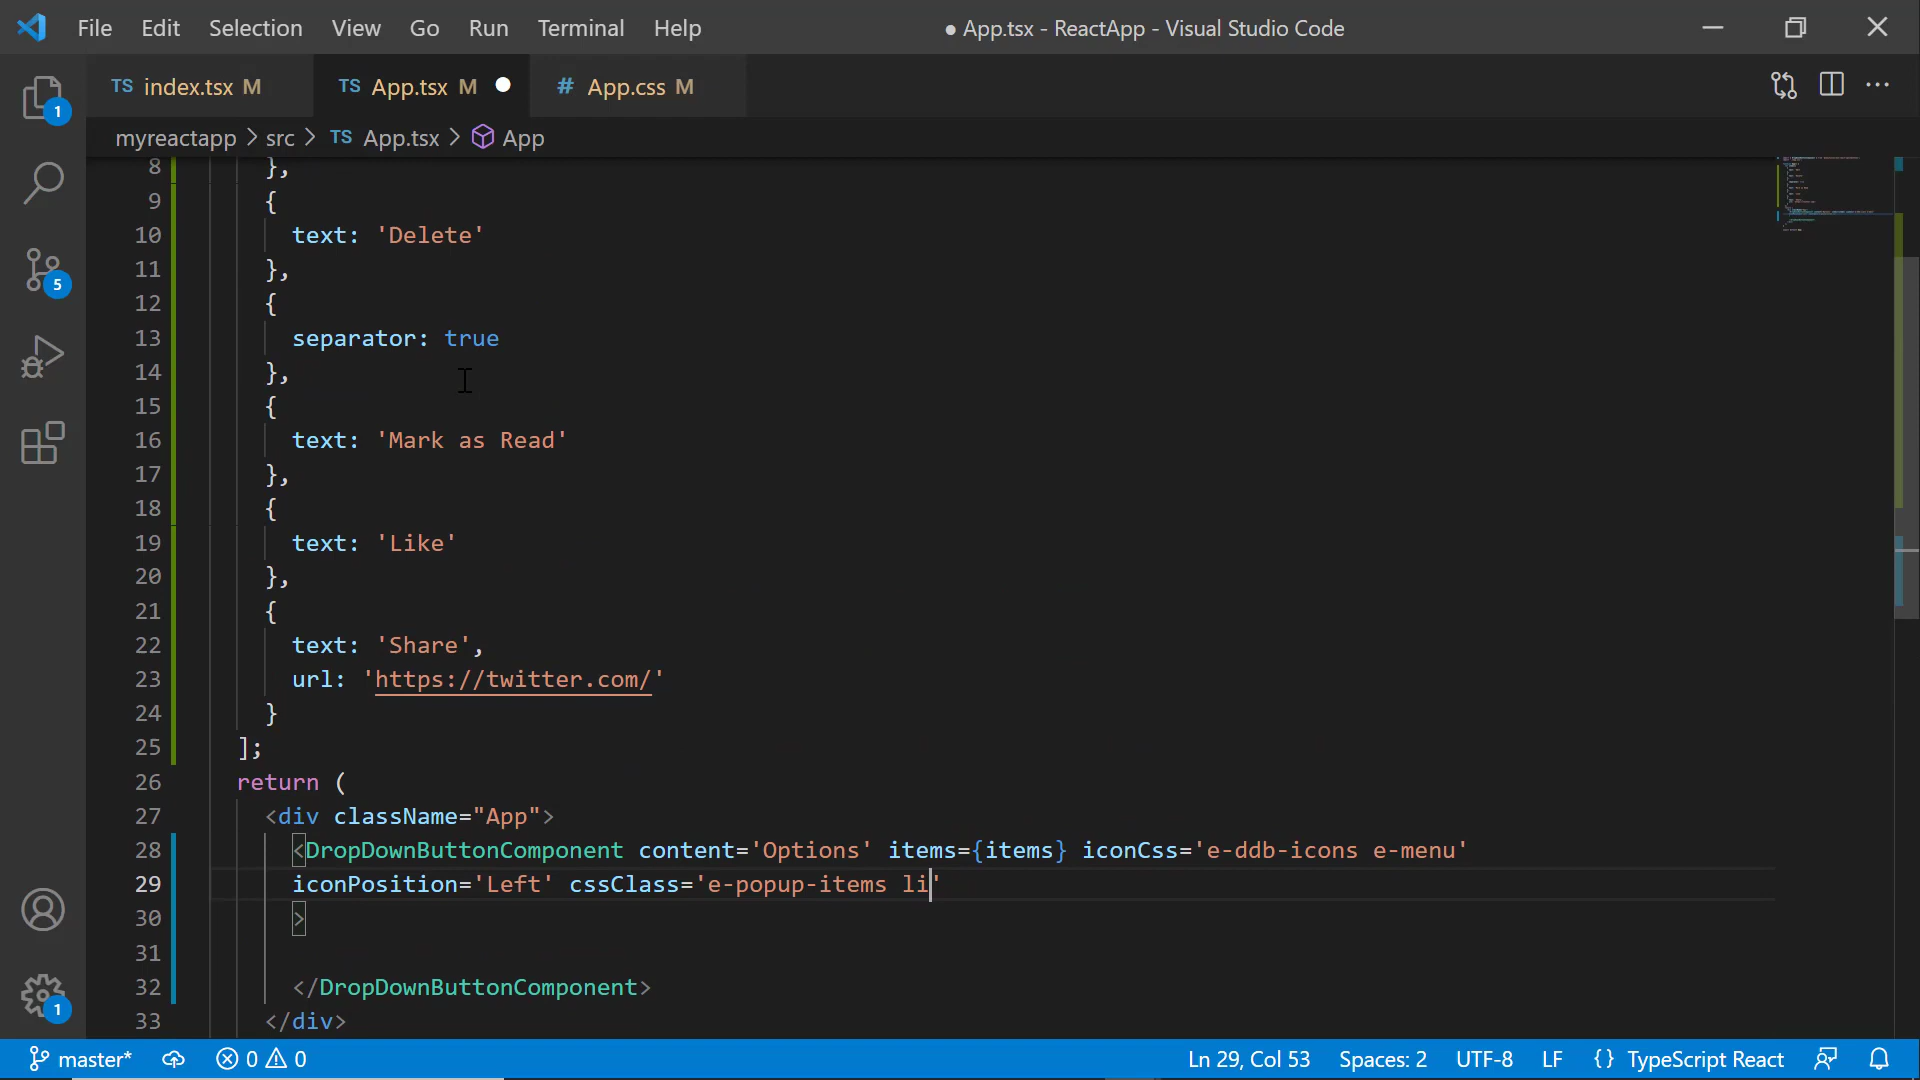 File Edit Selection View Go Run Terminal Help
● App.tsx - ReactApp - Visual Studio Code
TS index.tsx M
TS App.tsx M
# App.css M
1
myreactapp > src > TS App.tsx > App
8 },
9 {
10 text: 'Delete'
11 },
12 {
13 separator: true
14 },
15 {
16 text: 'Mark as Read'
17 },
18 {
19 text: 'Like'
20 },
21 {
22 text: 'Share',
23 url: 'https://twitter.com/'
24 }
25 ];
26 return (
27 <div className="App">
28 <DropDownButtonComponent content='Options' items={items} iconCss='e-ddb-icons e-menu'
29 iconPosition='Left' cssClass='e-popup-items li'
30 >
31
32 </DropDownButtonComponent>
33 </div>
5
1
master* 0 0
Ln 29, Col 53 Spaces: 2 UTF-8 LF {} TypeScript React